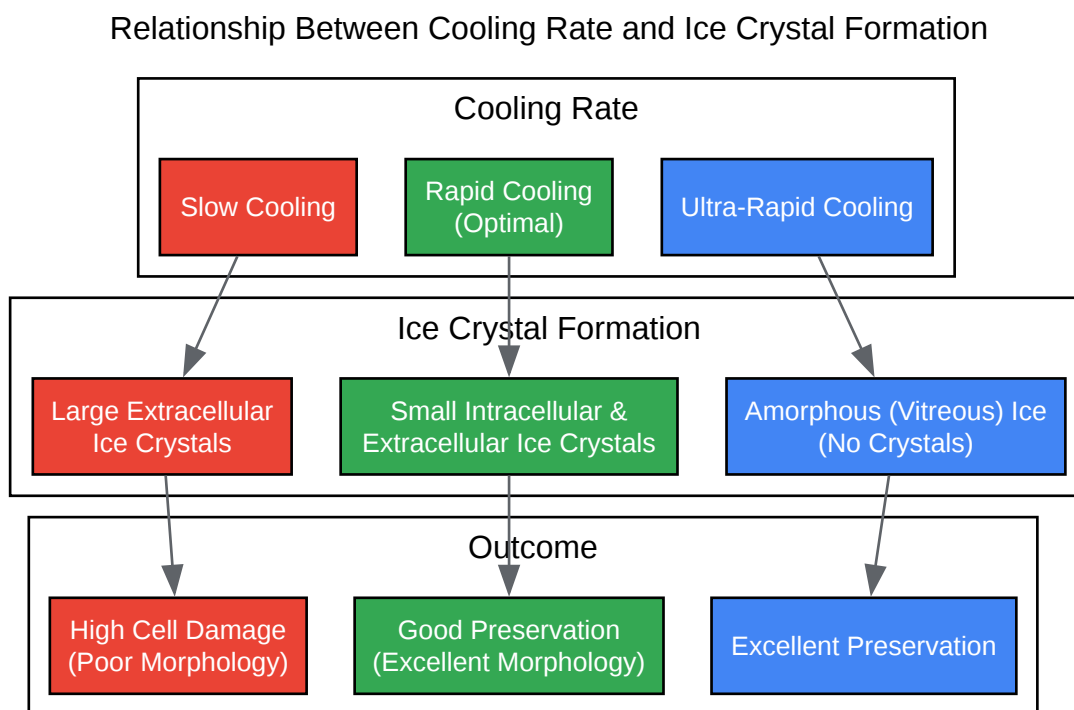 Relationship Between Cooling Rate and Ice Crystal Formation
Cooling Rate
Slow Cooling
Rapid Cooling
(Optimal)
Ultra-Rapid Cooling
Ice Crystal Formation
Large Extracellular
Ice Crystals
Small Intracellular &
Extracellular Ice Crystals
Amorphous (Vitreous) Ice
(No Crystals)
Outcome
High Cell Damage
(Poor Morphology)
Good Preservation
(Excellent Morphology)
Excellent Preservation